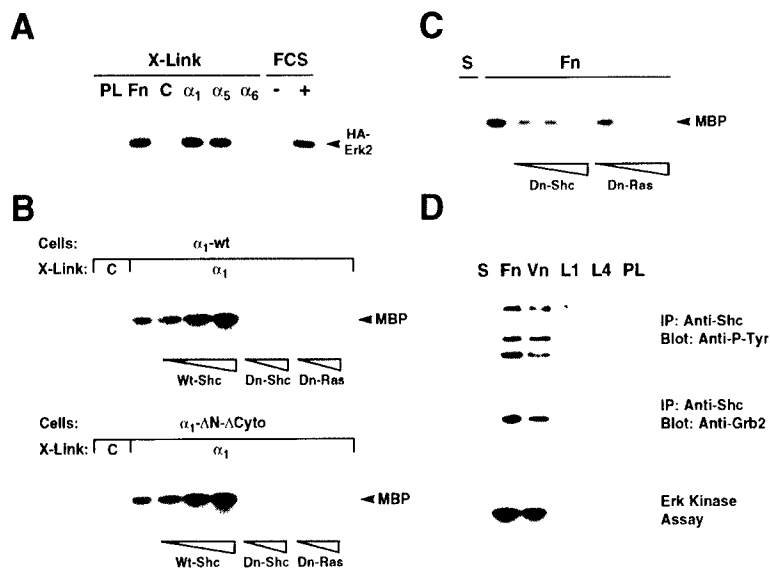 A
X-Link FCS
PL Fn C α1 α5 α6 - +
HA-
Erk2
B
Cells: α1-wt
X-Link: C α1
MBP
Wt-Shc Dn-Shc Dn-Ras
Cells: α1-ΔN-ΔCyto
X-Link: C α1
MBP
Wt-Shc Dn-Shc Dn-Ras
C
S Fn
MBP
Dn-Shc Dn-Ras
D
S Fn Vn L1 L4 PL
IP: Anti-Shc
Blot: Anti-P-Tyr
IP: Anti-Shc
Blot: Anti-Grb2
Erk Kinase
Assay